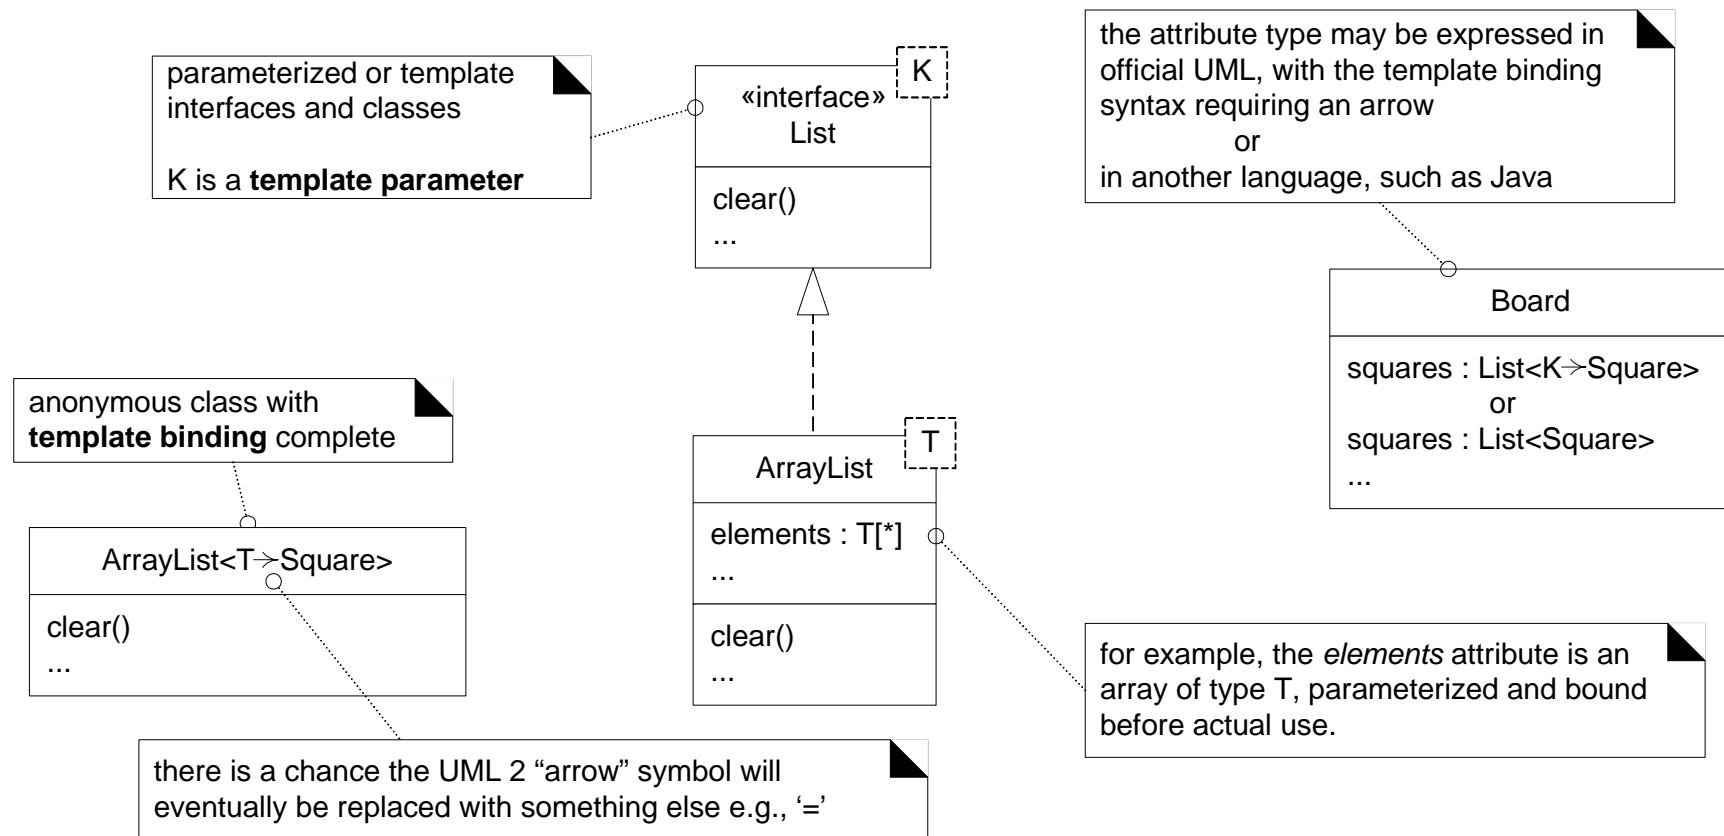 parameterized or template
interfaces and classes
K is a template parameter
K
«interface»
List
clear()
...
the attribute type may be expressed in
official UML, with the template binding
syntax requiring an arrow
or
in another language, such as Java
Board
squares : List<K→Square>
or
squares : List<Square>
...
anonymous class with
template binding complete
ArrayList<T→Square>
clear()
...
T
ArrayList
elements : T[*]
...
clear()
...
for example, the elements attribute is an
array of type T, parameterized and bound
before actual use.
there is a chance the UML 2 “arrow” symbol will
eventually be replaced with something else e.g., ‘=’